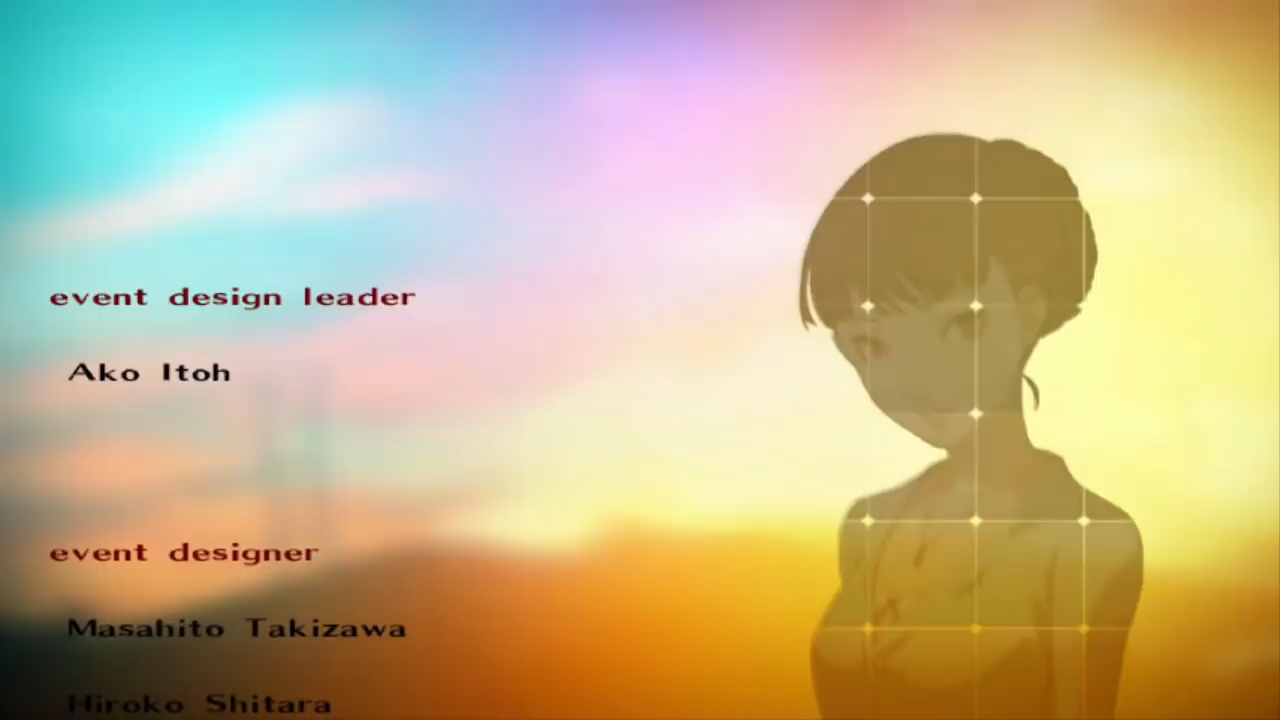 event design leader
Ako Itoh
event designer
Masahito Takizawa
Hiroko Shitara